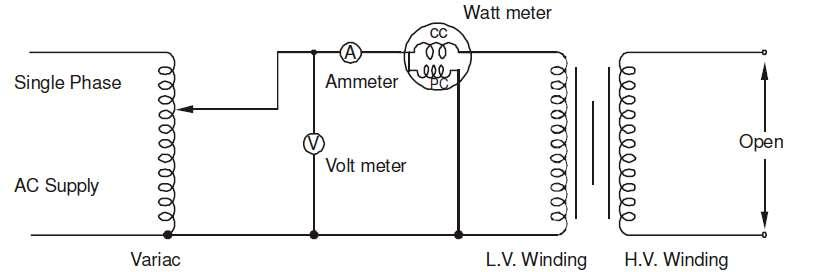 Watt meter
CC
A
Single Phase
Ammeter
PC
V
Open
Volt meter
AC Supply
Variac
L.V. Winding
H.V. Winding